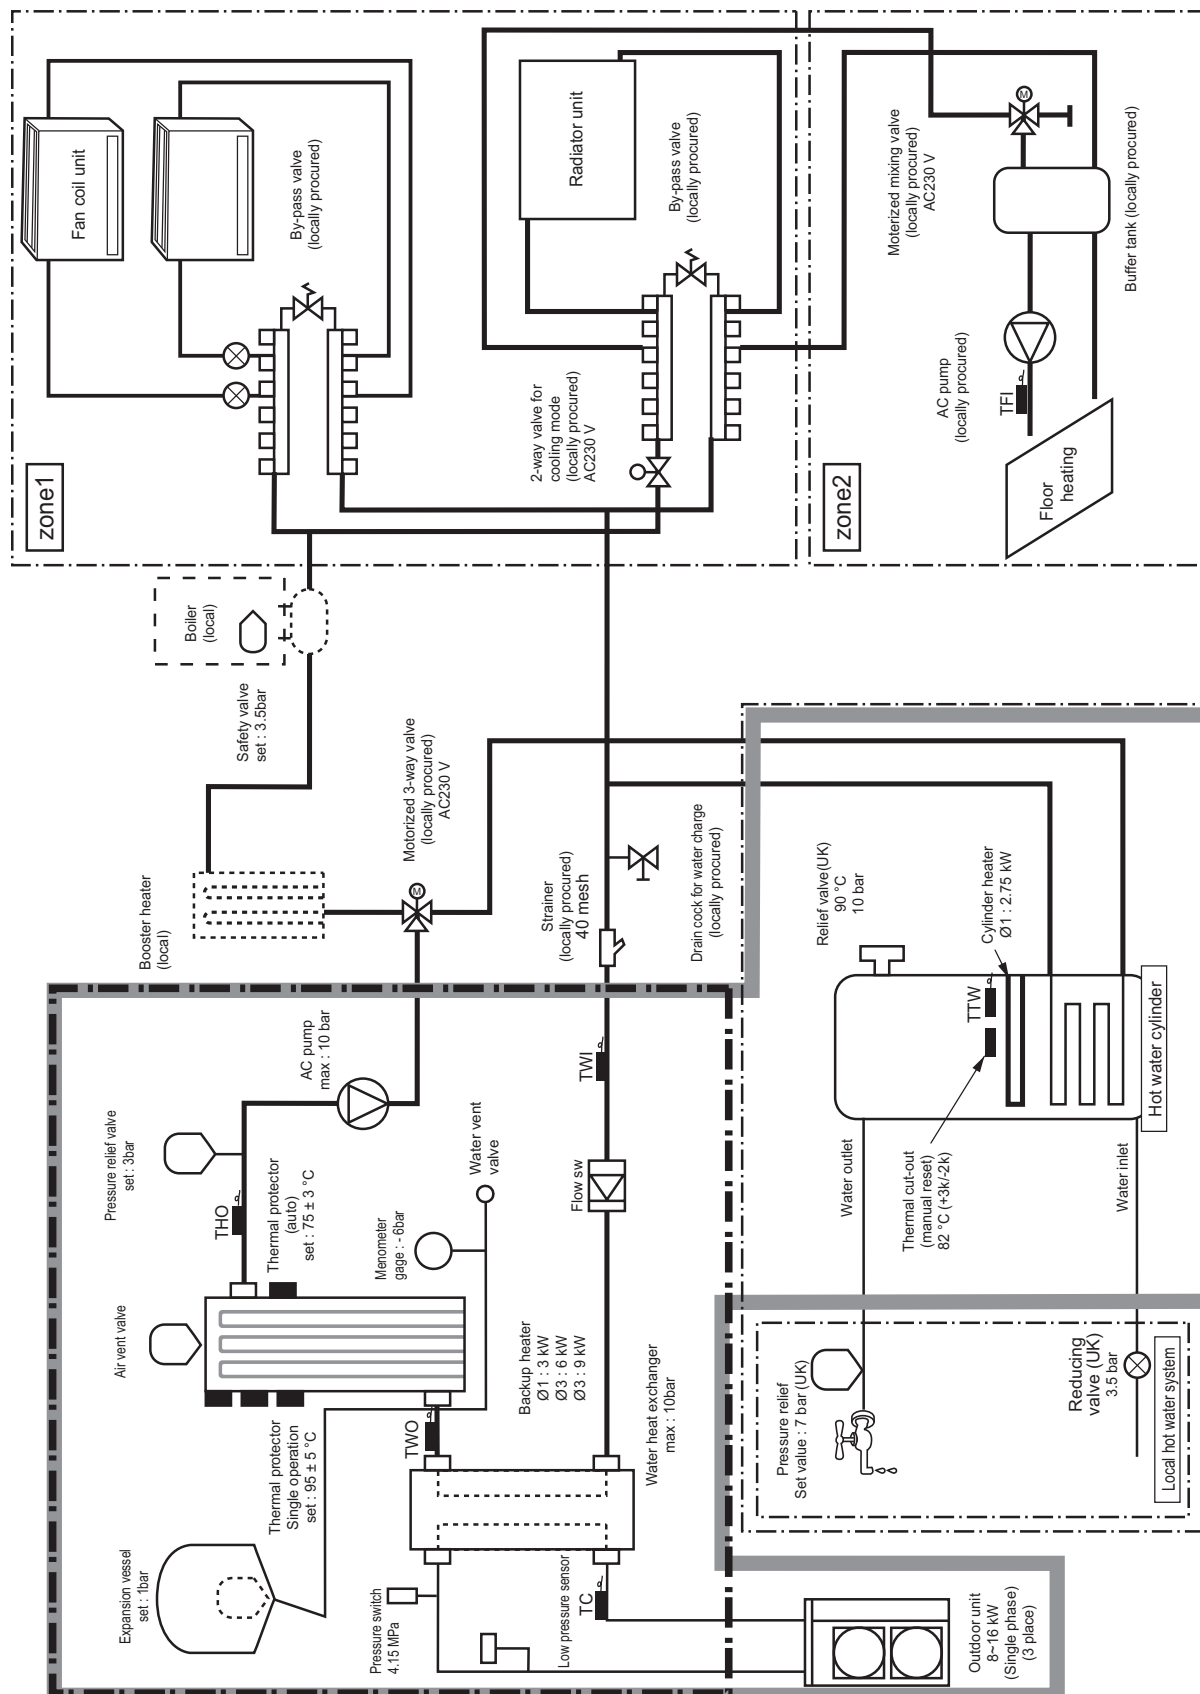 Fan coil unit
By-pass valve
(locally procured)
zone1
Radiator unit
By-pass valve
(locally procured)
2-way valve for
cooling mode
(locally procured)
AC230 V
Moterized mixing valve
(locally procured)
AC230 V
M
Buffer tank (locally procured)
AC pump
(locally procured)
TFI
zone2
Floor
heating
Boiler
(local)
Safety valve
set : 3.5bar
Booster heater
(local)
Motorized 3-way valve
(locally procured)
AC230 V
M
Strainer
(locally procured)
40 mesh
Drain cock for water charge
(locally procured)
Relief valve(UK)
90 °C
10 bar
Cylinder heater
Ø1 : 2.75 kW
TTW
Hot water cylinder
Thermal cut-out
(manual reset)
82 °C (+3k/-2k)
Water outlet
Water inlet
Pressure relief valve
set : 3bar
THO
AC pump
max : 10 bar
Thermal protector
(auto)
set : 75 ± 3 °C
Water vent
valve
Menometer
gage : - 6bar
TWI
Flow sw
Air vent valve
Backup heater
Ø1 : 3 kW
Ø3 : 6 kW
Ø3 : 9 kW
TWO
Water heat exchanger
max : 10bar
Thermal protector
Single operation
set : 95 ± 5 °C
Expansion vessel
set : 1bar
Pressure switch
4.15 MPa
Low pressure sensor
TC
Pressure relief
Set value : 7 bar (UK)
Reducing
valve (UK)
3.5 bar
Local hot water system
Outdoor unit
8~16 kW
(Single phase)
(3 place)